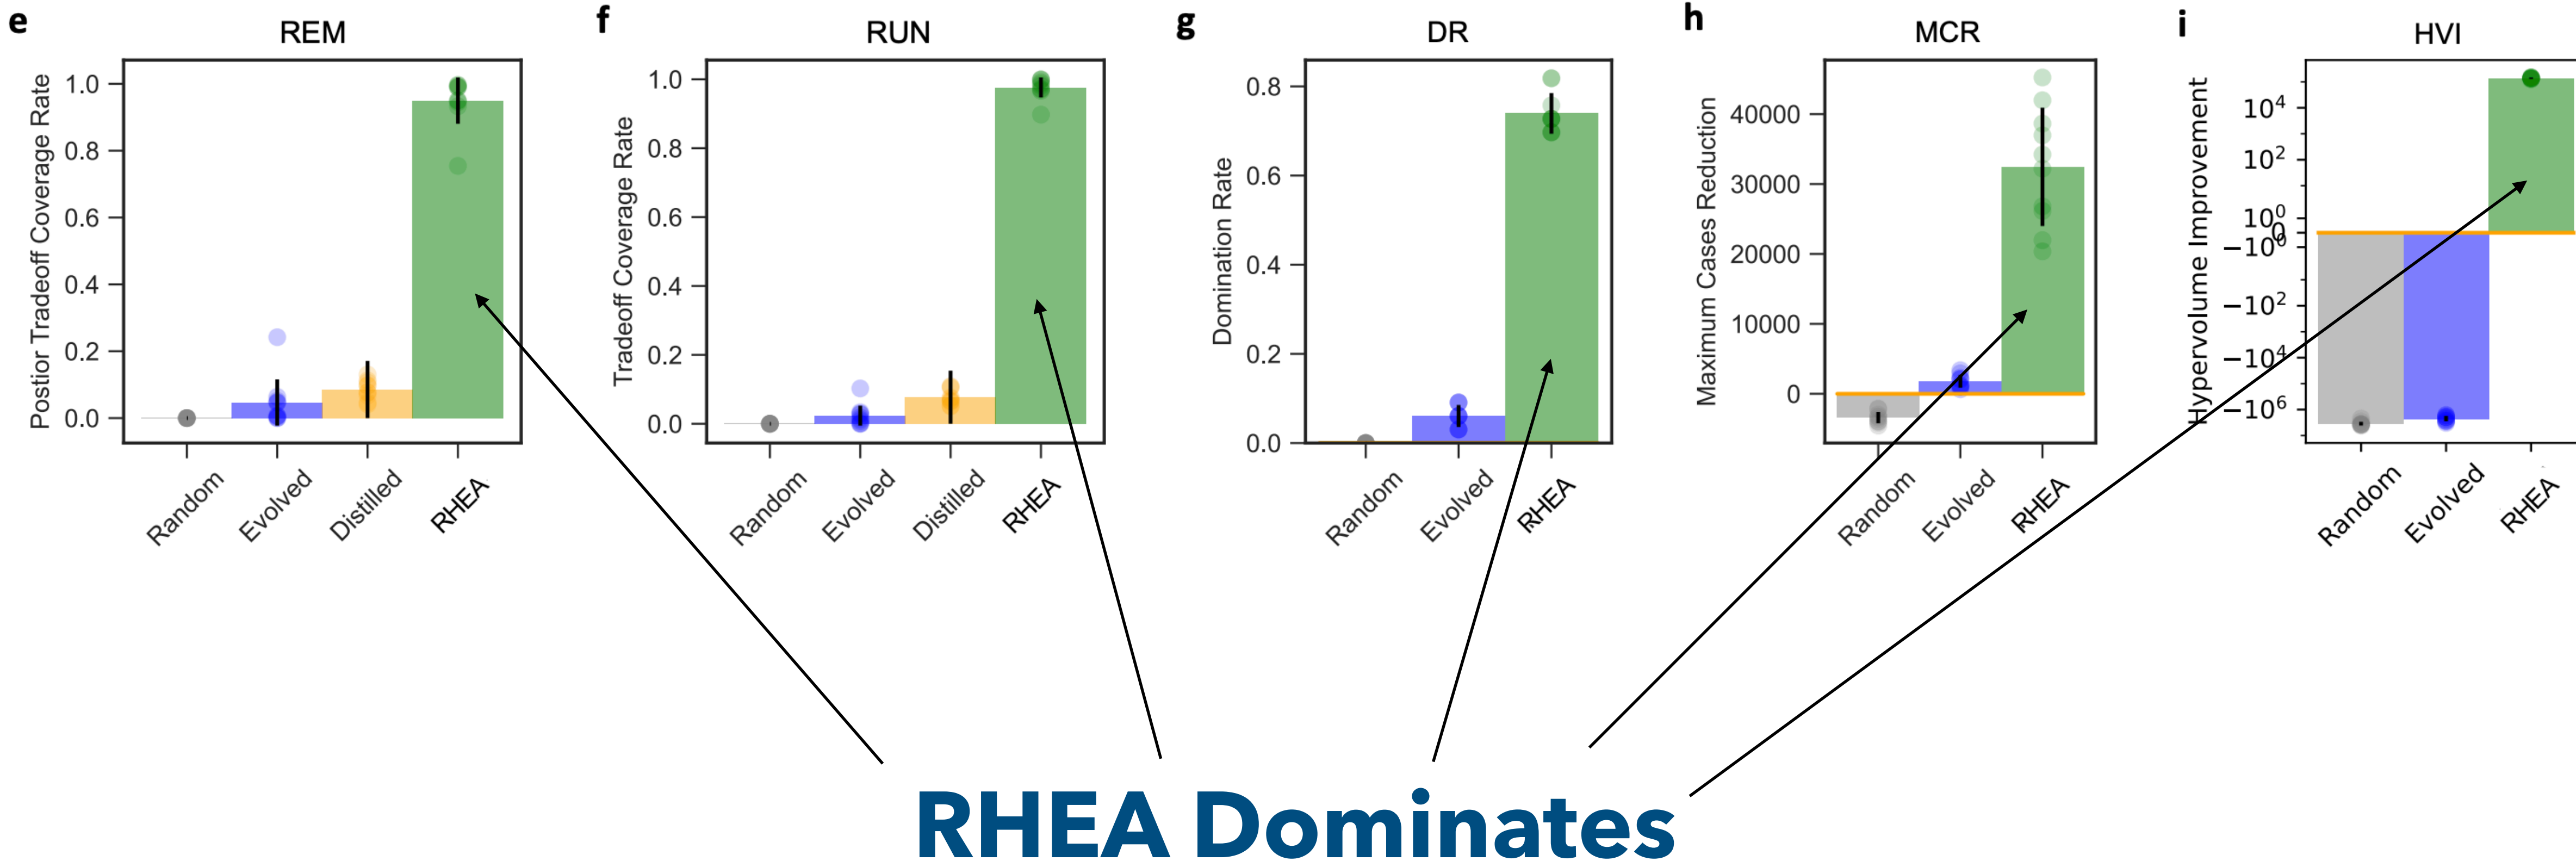 e
REM
Postior Tradeoff Coverage Rate
1.0
0.8
0.6
0.4
0.2
0.0
Random
Evolved
Distilled
RHEA
f
RUN
Tradeoff Coverage Rate
1.0
0.8
0.6
0.4
0.2
0.0
Random
Evolved
Distilled
RHEA
g
DR
Domination Rate
0.8
0.6
0.4
0.2
0.0
Random
Evolved
RHEA
h
MCR
Maximum Cases Reduction
40000
30000
20000
10000
0
Random
Evolved
RHEA
i
HVI
Hypervolume Improvement
10⁴
10²
10⁰
0
−10⁰
−10²
−10⁴
−10⁶
Random
Evolved
RHEA
RHEA Dominates